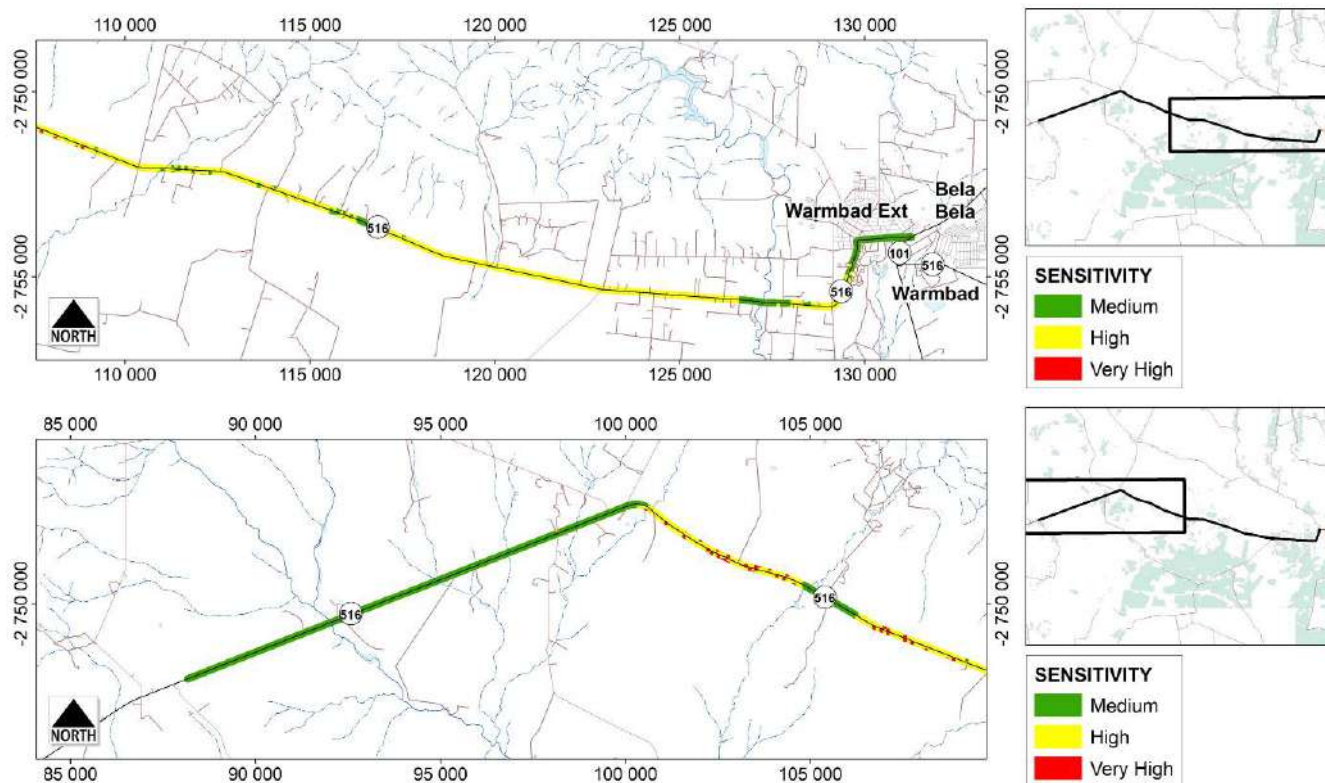 110 000 115 000 120 000 125 000 130 000
-2 750 000
-2 750 000
Bela
Bela
Warmbad Ext
516
101
516
516
Warmbad
-2 755 000
-2 755 000
NORTH
110 000 115 000 120 000 125 000 130 000
SENSITIVITY
Medium
High
Very High
85 000 90 000 95 000 100 000 105 000
-2 750 000
-2 750 000
516
516
NORTH
85 000 90 000 95 000 100 000 105 000
SENSITIVITY
Medium
High
Very High